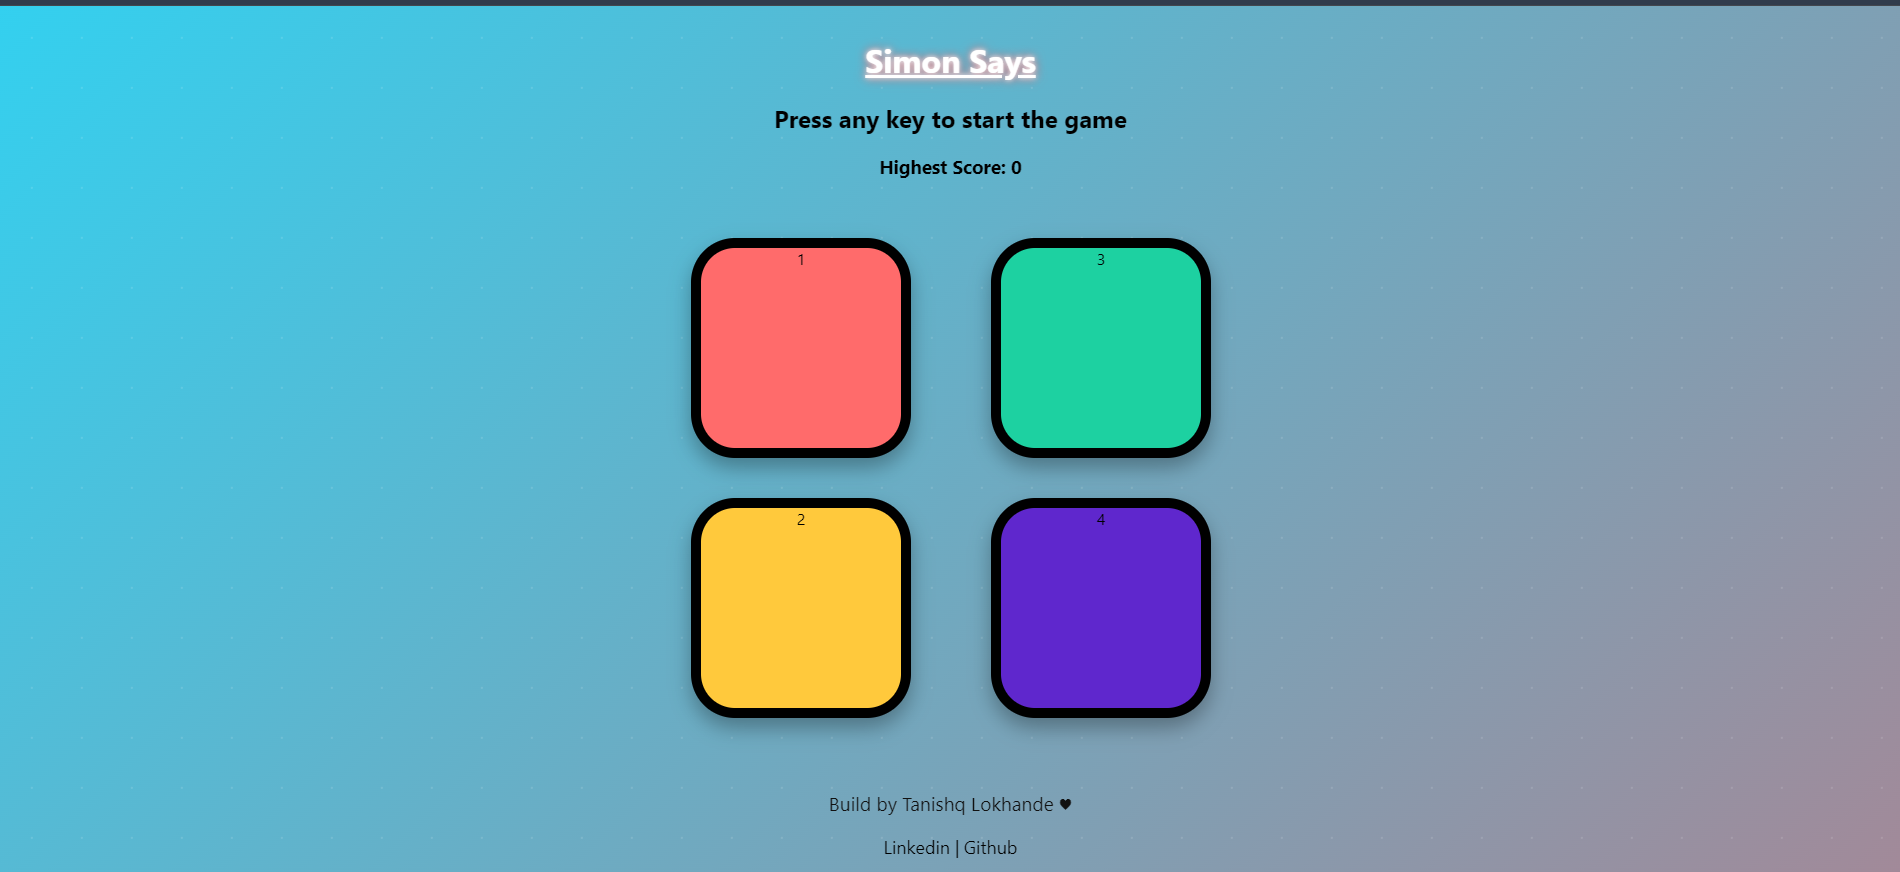 Simon Says
Press any key to start the game
Highest Score: 0
1
3
2
4
Build by Tanishq Lokhande ♥
Linkedin | Github